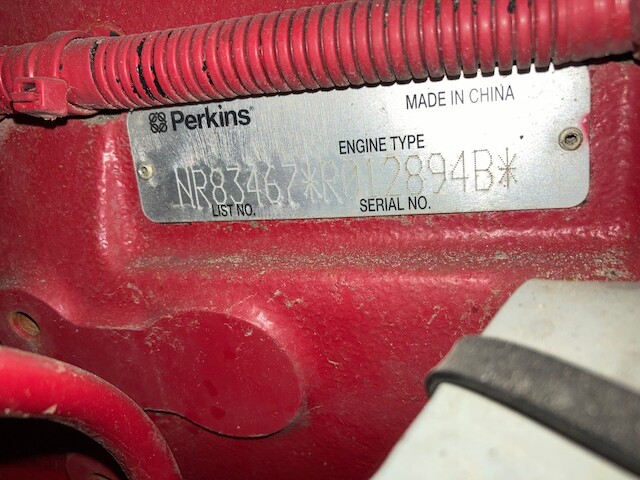 Perkins
MADE IN CHINA
ENGINE TYPE
NR83467*R012894B*
LIST NO. SERIAL NO.